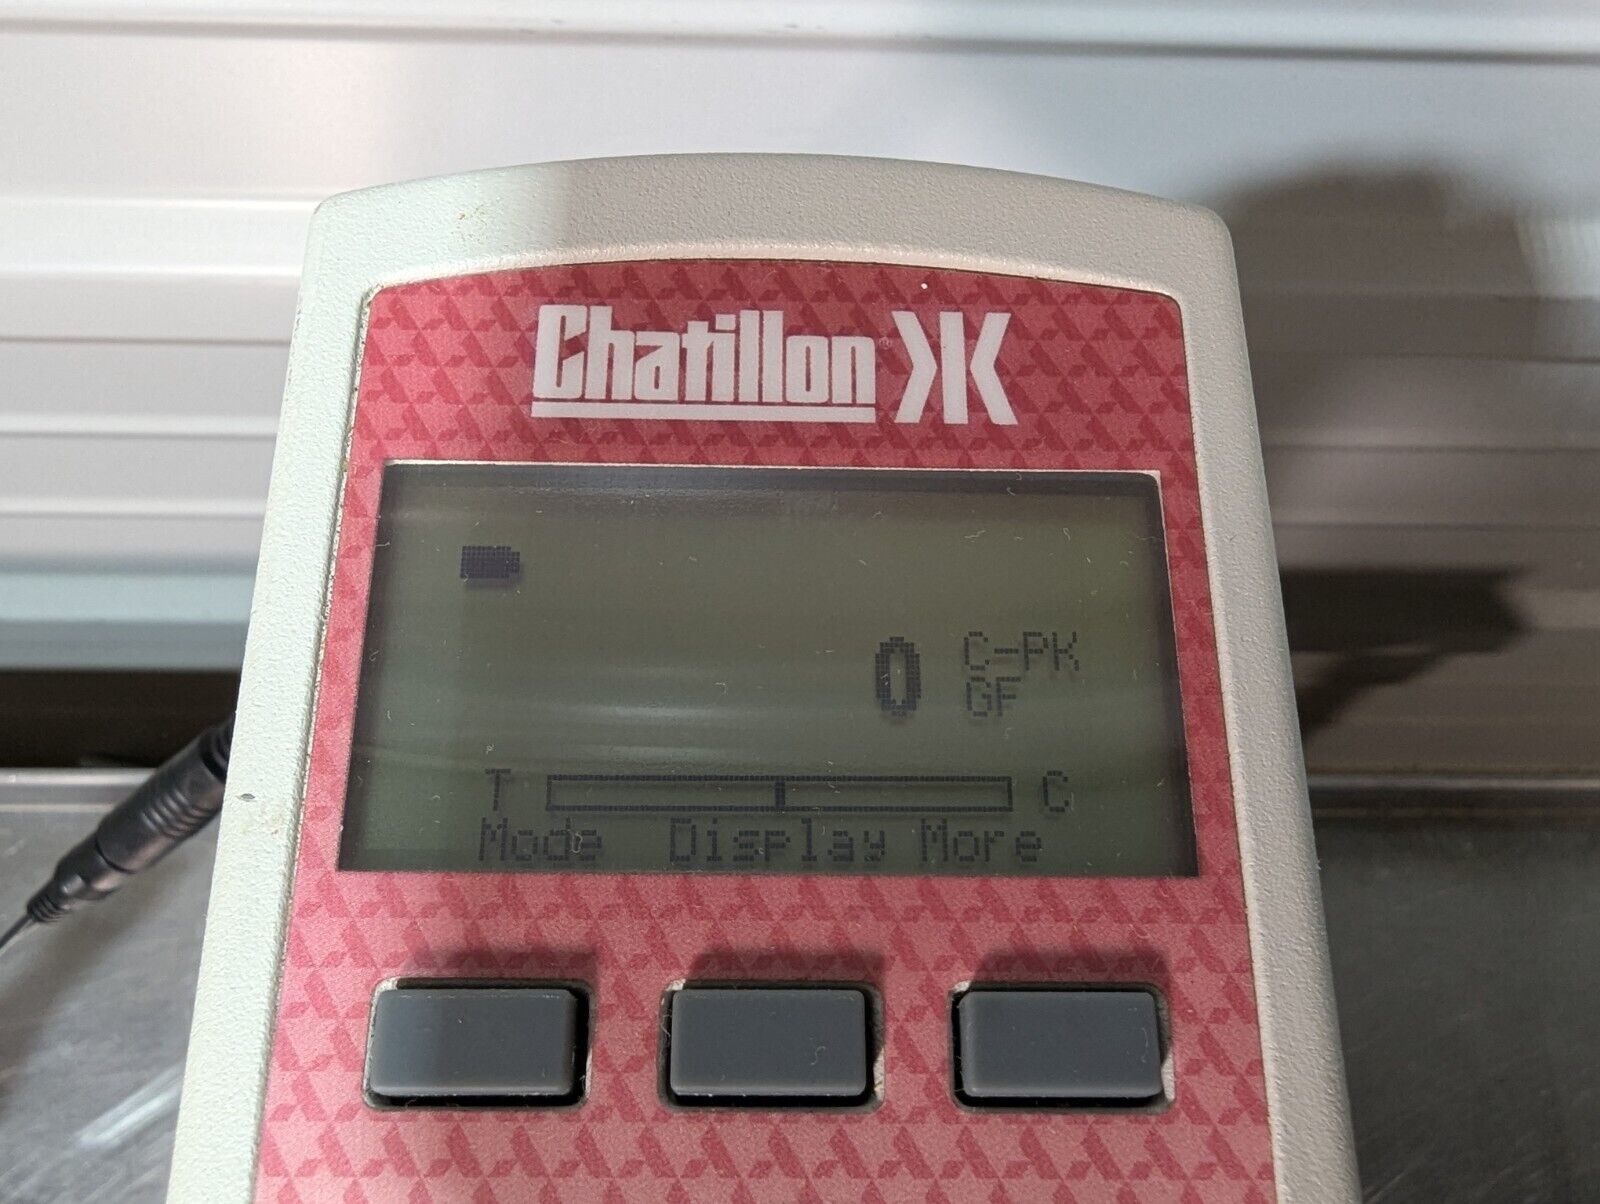 Chatillon®
0 C-PK
GF
T C
Mode Display More